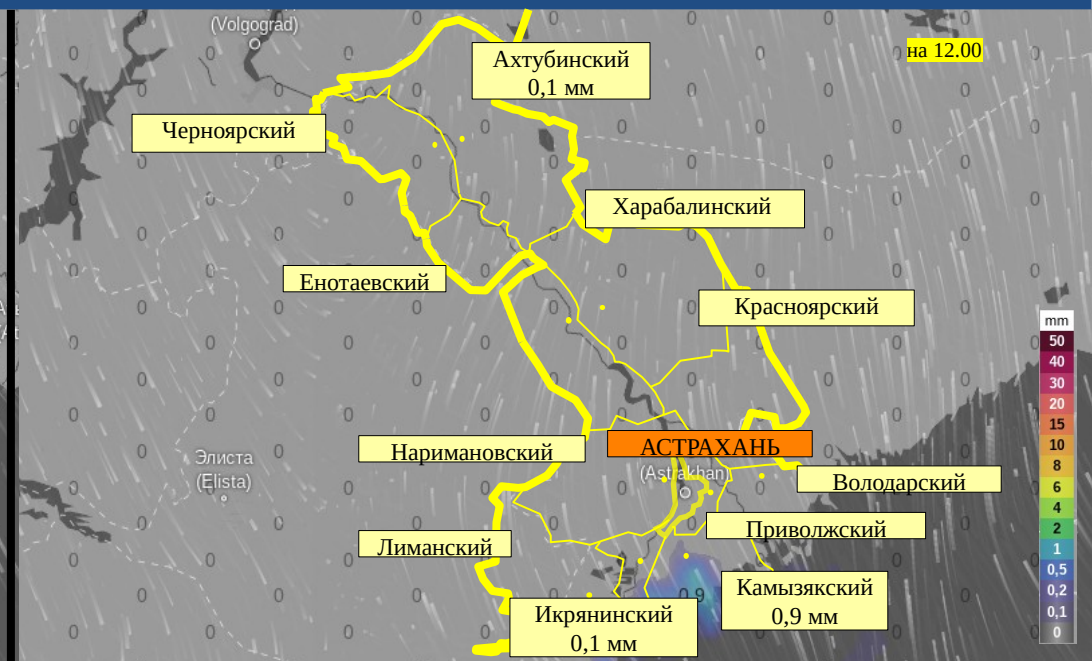 (Volgograd)
на 12.00
Ахтубинский
0,1 мм
Черноярский
Харабалинский
Енотаевский
Красноярский
mm
50
40
30
20
15
10
8
6
4
2
1
0,5
0,2
0,1
0
АСТРАХАНЬ
(Astrakhan)
Наримановский
Элиста
(Elista)
Володарский
Приволжский
Лиманский
Камызякский
0,9 мм
Икрянинский
0,1 мм